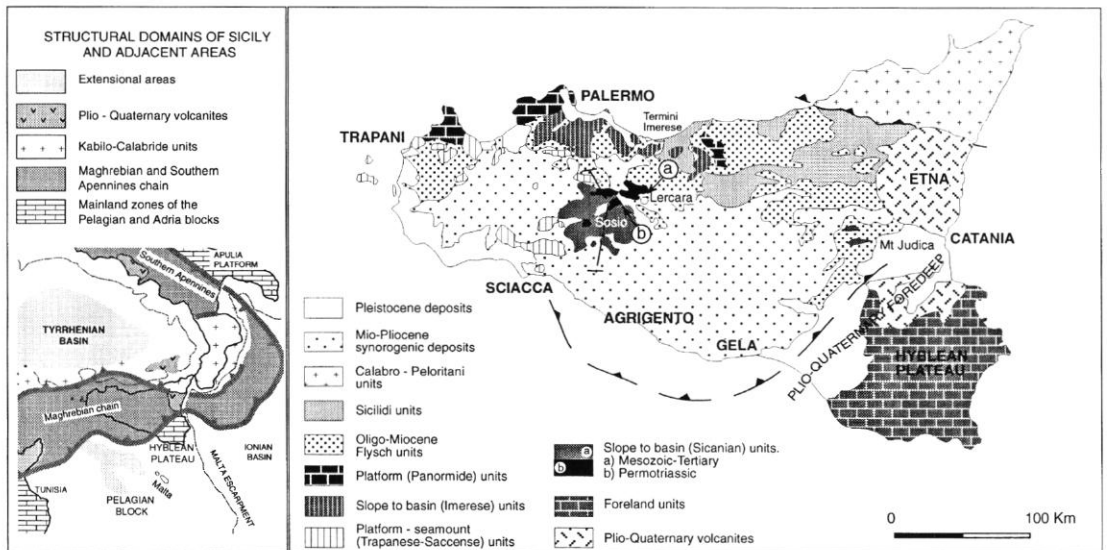 STRUCTURAL DOMAINS OF SICILY
AND ADJACENT AREAS
Extensional areas
Plio - Quaternary volcanites
Kabilo-Calabride units
Maghrebian and Southern
Apennines chain
Mainland zones of the
Pelagian and Adria blocks
Southern Apennines
APULIA
PLATFORM
TYRRHENIAN
BASIN
Maghrebian chain
HYBLEAN
PLATEAU
IONIAN
BASIN
TUNISIA
Malta
PELAGIAN
BLOCK
MALTA ESCARPMENT
PALERMO
TRAPANI
Termini
Imerese
a
Lercara
Sosio
b
ETNA
Mt Judica
CATANIA
SCIACCA
AGRIGENTO
GELA
PLIO-QUATERNARY FOREDEEP
HYBLEAN
PLATEAU
Pleistocene deposits
Mio-Pliocene
synorogenic deposits
Calabro - Peloritani
units
Sicilidi units
Oligo-Miocene
Flysch units
Platform (Panormide) units
Slope to basin (Imerese) units
Platform - seamount
(Trapanese-Saccense) units
a
b
Slope to basin (Sicanian) units.
a) Mesozoic-Tertiary
b) Permotriassic
Foreland units
Plio-Quaternary volcanites
0 100 Km